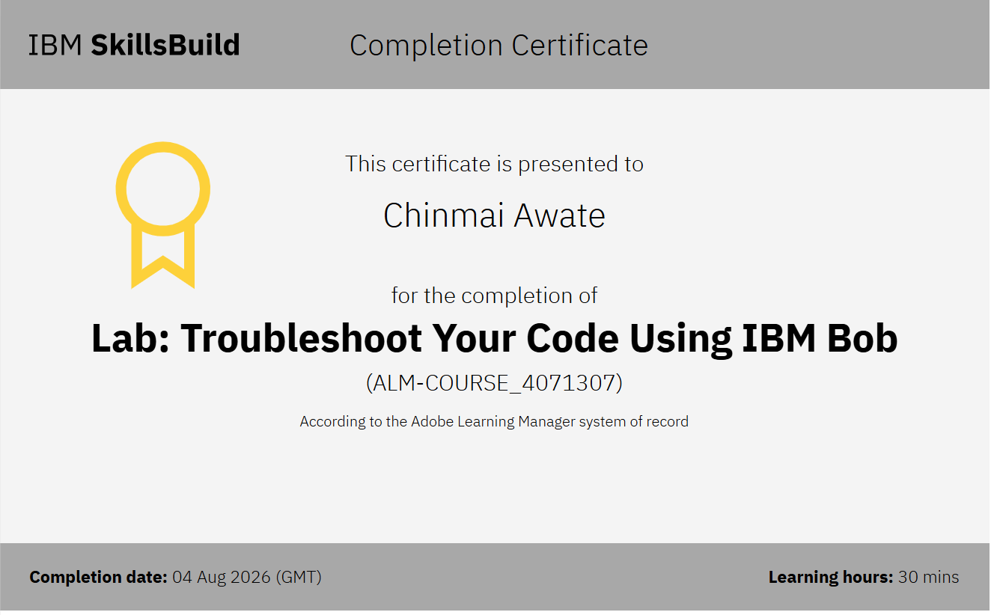 IBM SkillsBuild
Completion Certificate
This certificate is presented to
Chinmai Awate
for the completion of
Lab: Troubleshoot Your Code Using IBM Bob
(ALM-COURSE_4071307)
According to the Adobe Learning Manager system of record
Completion date: 04 Aug 2026 (GMT)
Learning hours: 30 mins